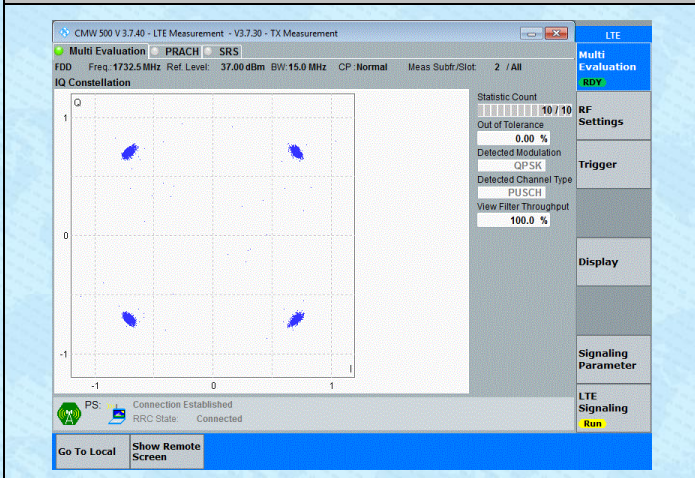 CMW 500 V 3.7.40 - LTE Measurement - V3.7.30 - TX Measurement
LTE
Multi Evaluation PRACH SRS
FDD Freq.:1732.5 MHz Ref. Level: 37.00 dBm BW:15.0 MHz CP :Normal Meas Subfr./Slot: 2 / All
IQ Constellation
Q
1
0
-1
-1 0 1
I
Statistic Count
10 / 10
Out of Tolerance
0.00 %
Detected Modulation
QPSK
Detected Channel Type
PUSCH
View Filter Throughput
100.0 %
PS: Connection Established
RRC State: Connected
Multi
Evaluation
RDY
RF
Settings
Trigger
Display
Signaling
Parameter
LTE
Signaling
Run
Go To Local
Show Remote
Screen